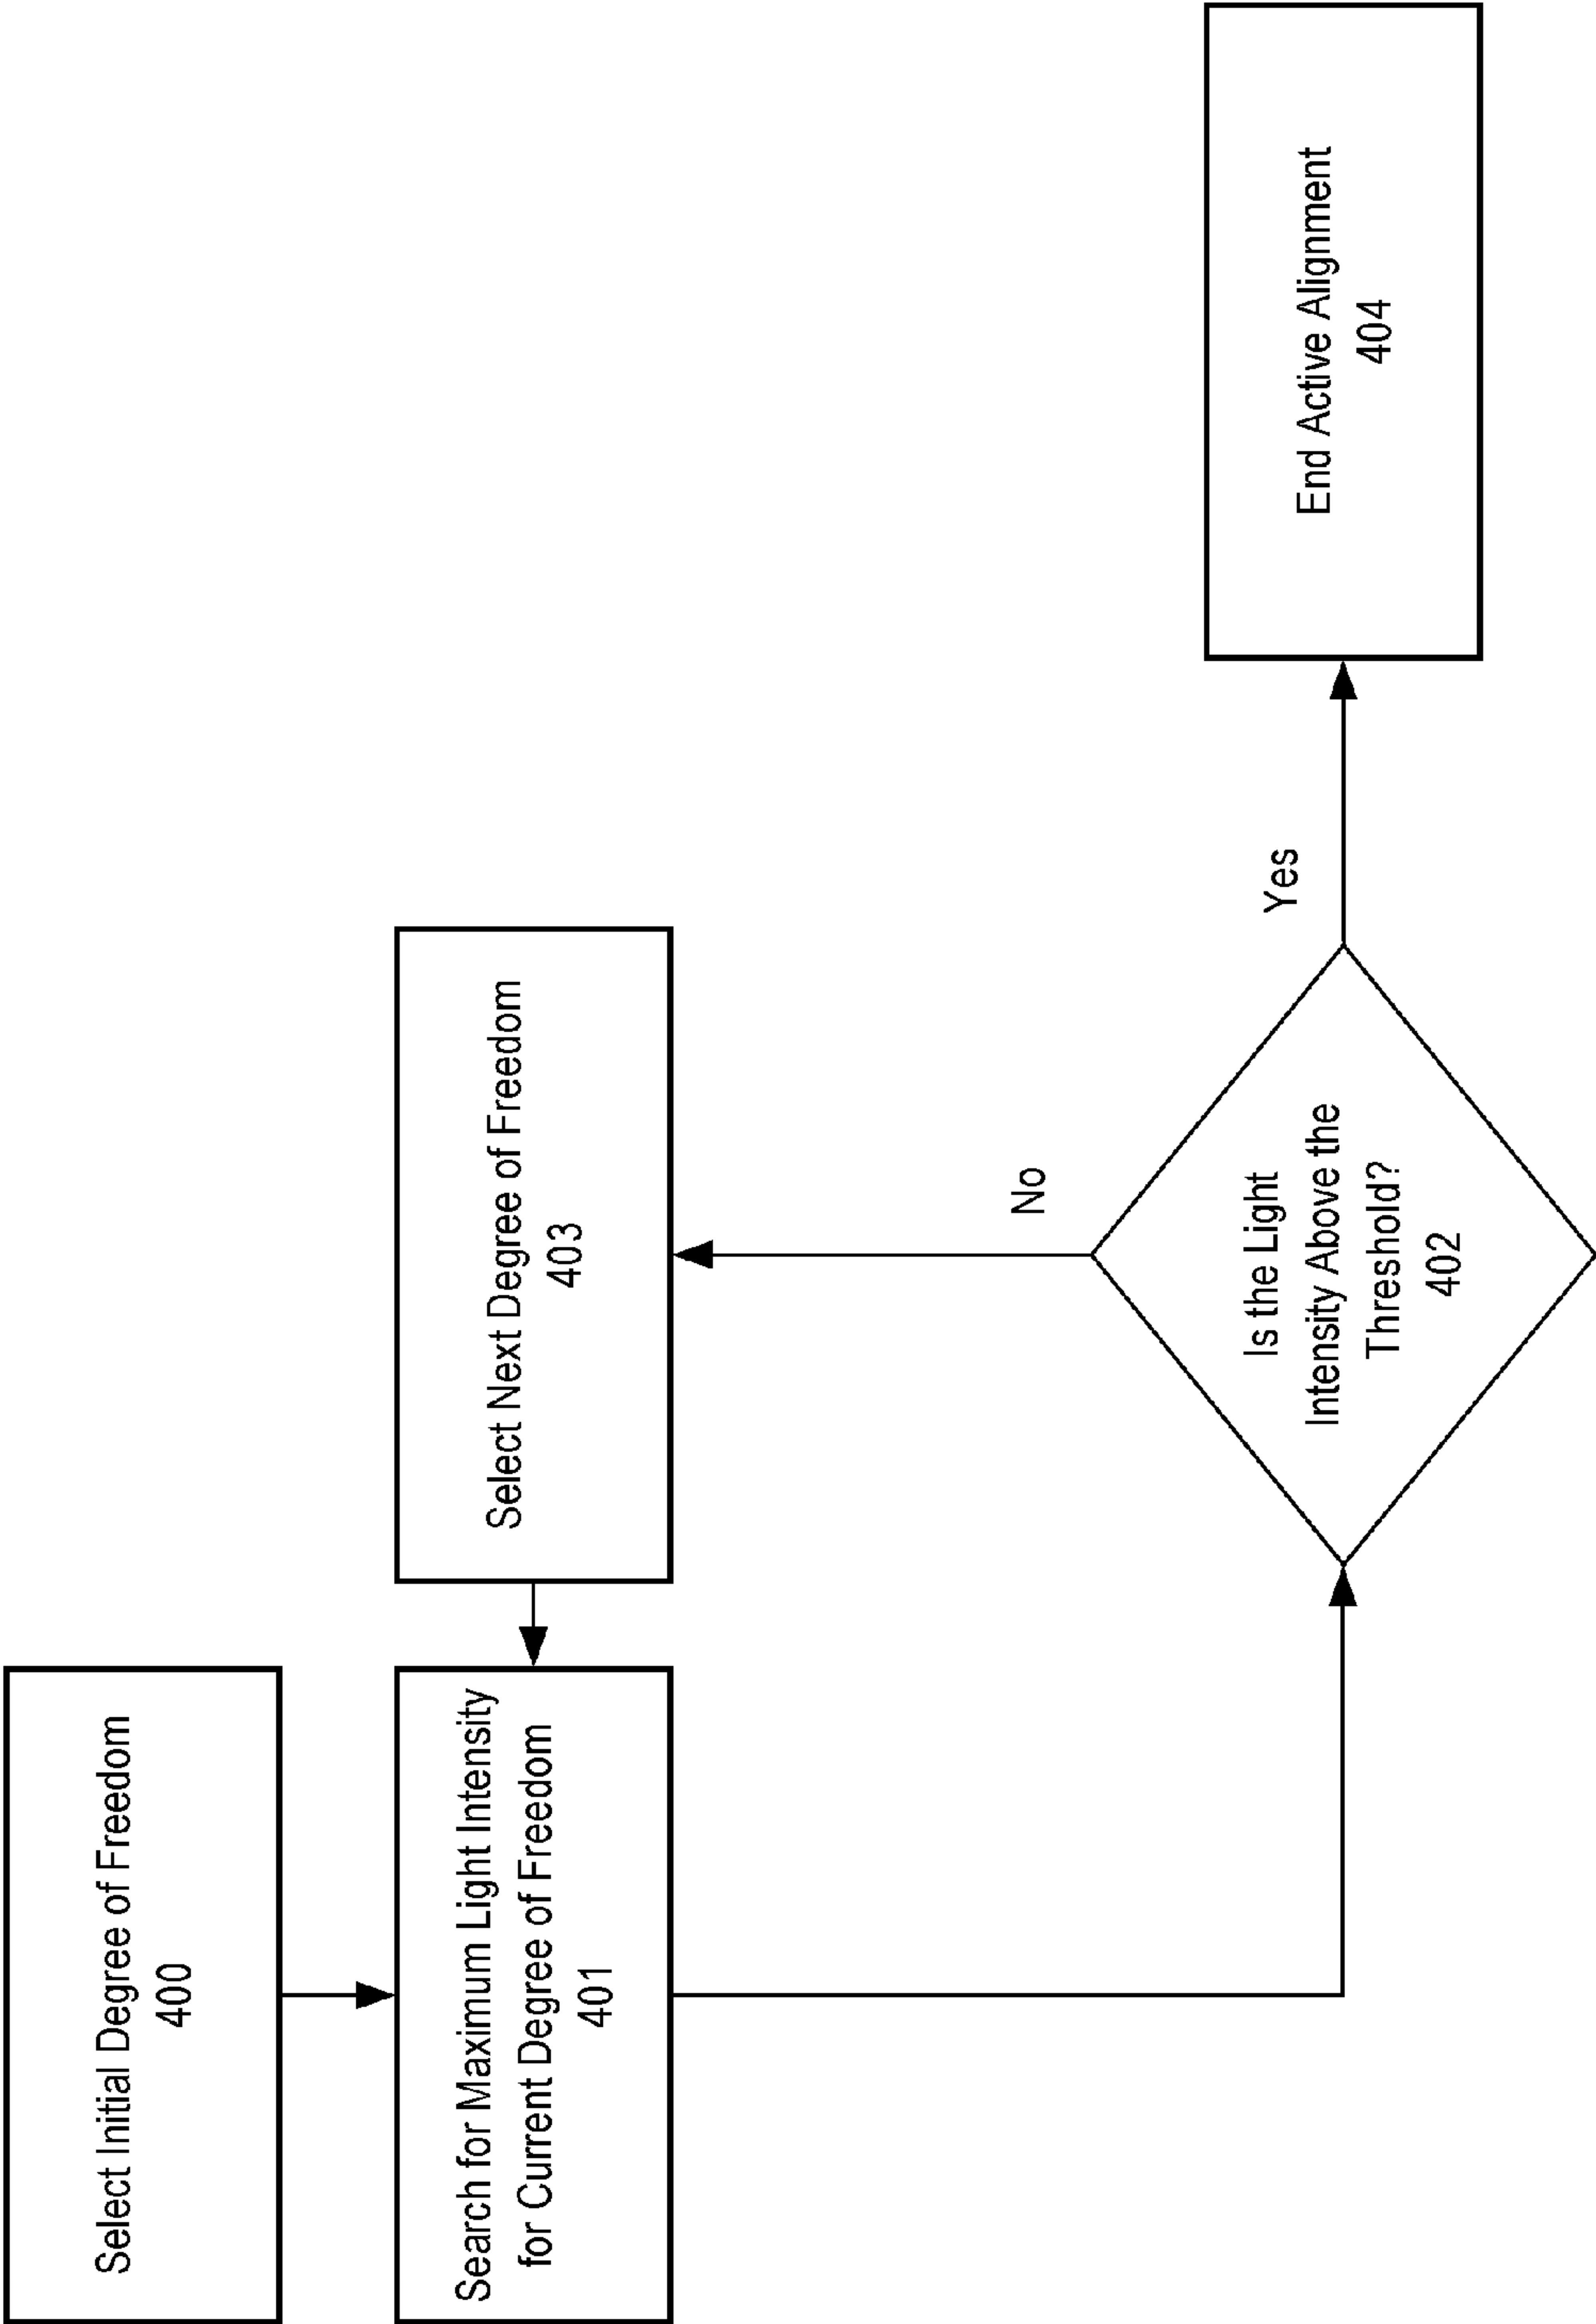 Select Initial Degree of Freedom
400
Search for Maximum Light Intensity
for Current Degree of Freedom
401
Select Next Degree of Freedom
403
No
Is the Light
Intensity Above the
Threshold?
402
Yes
End Active Alignment
404